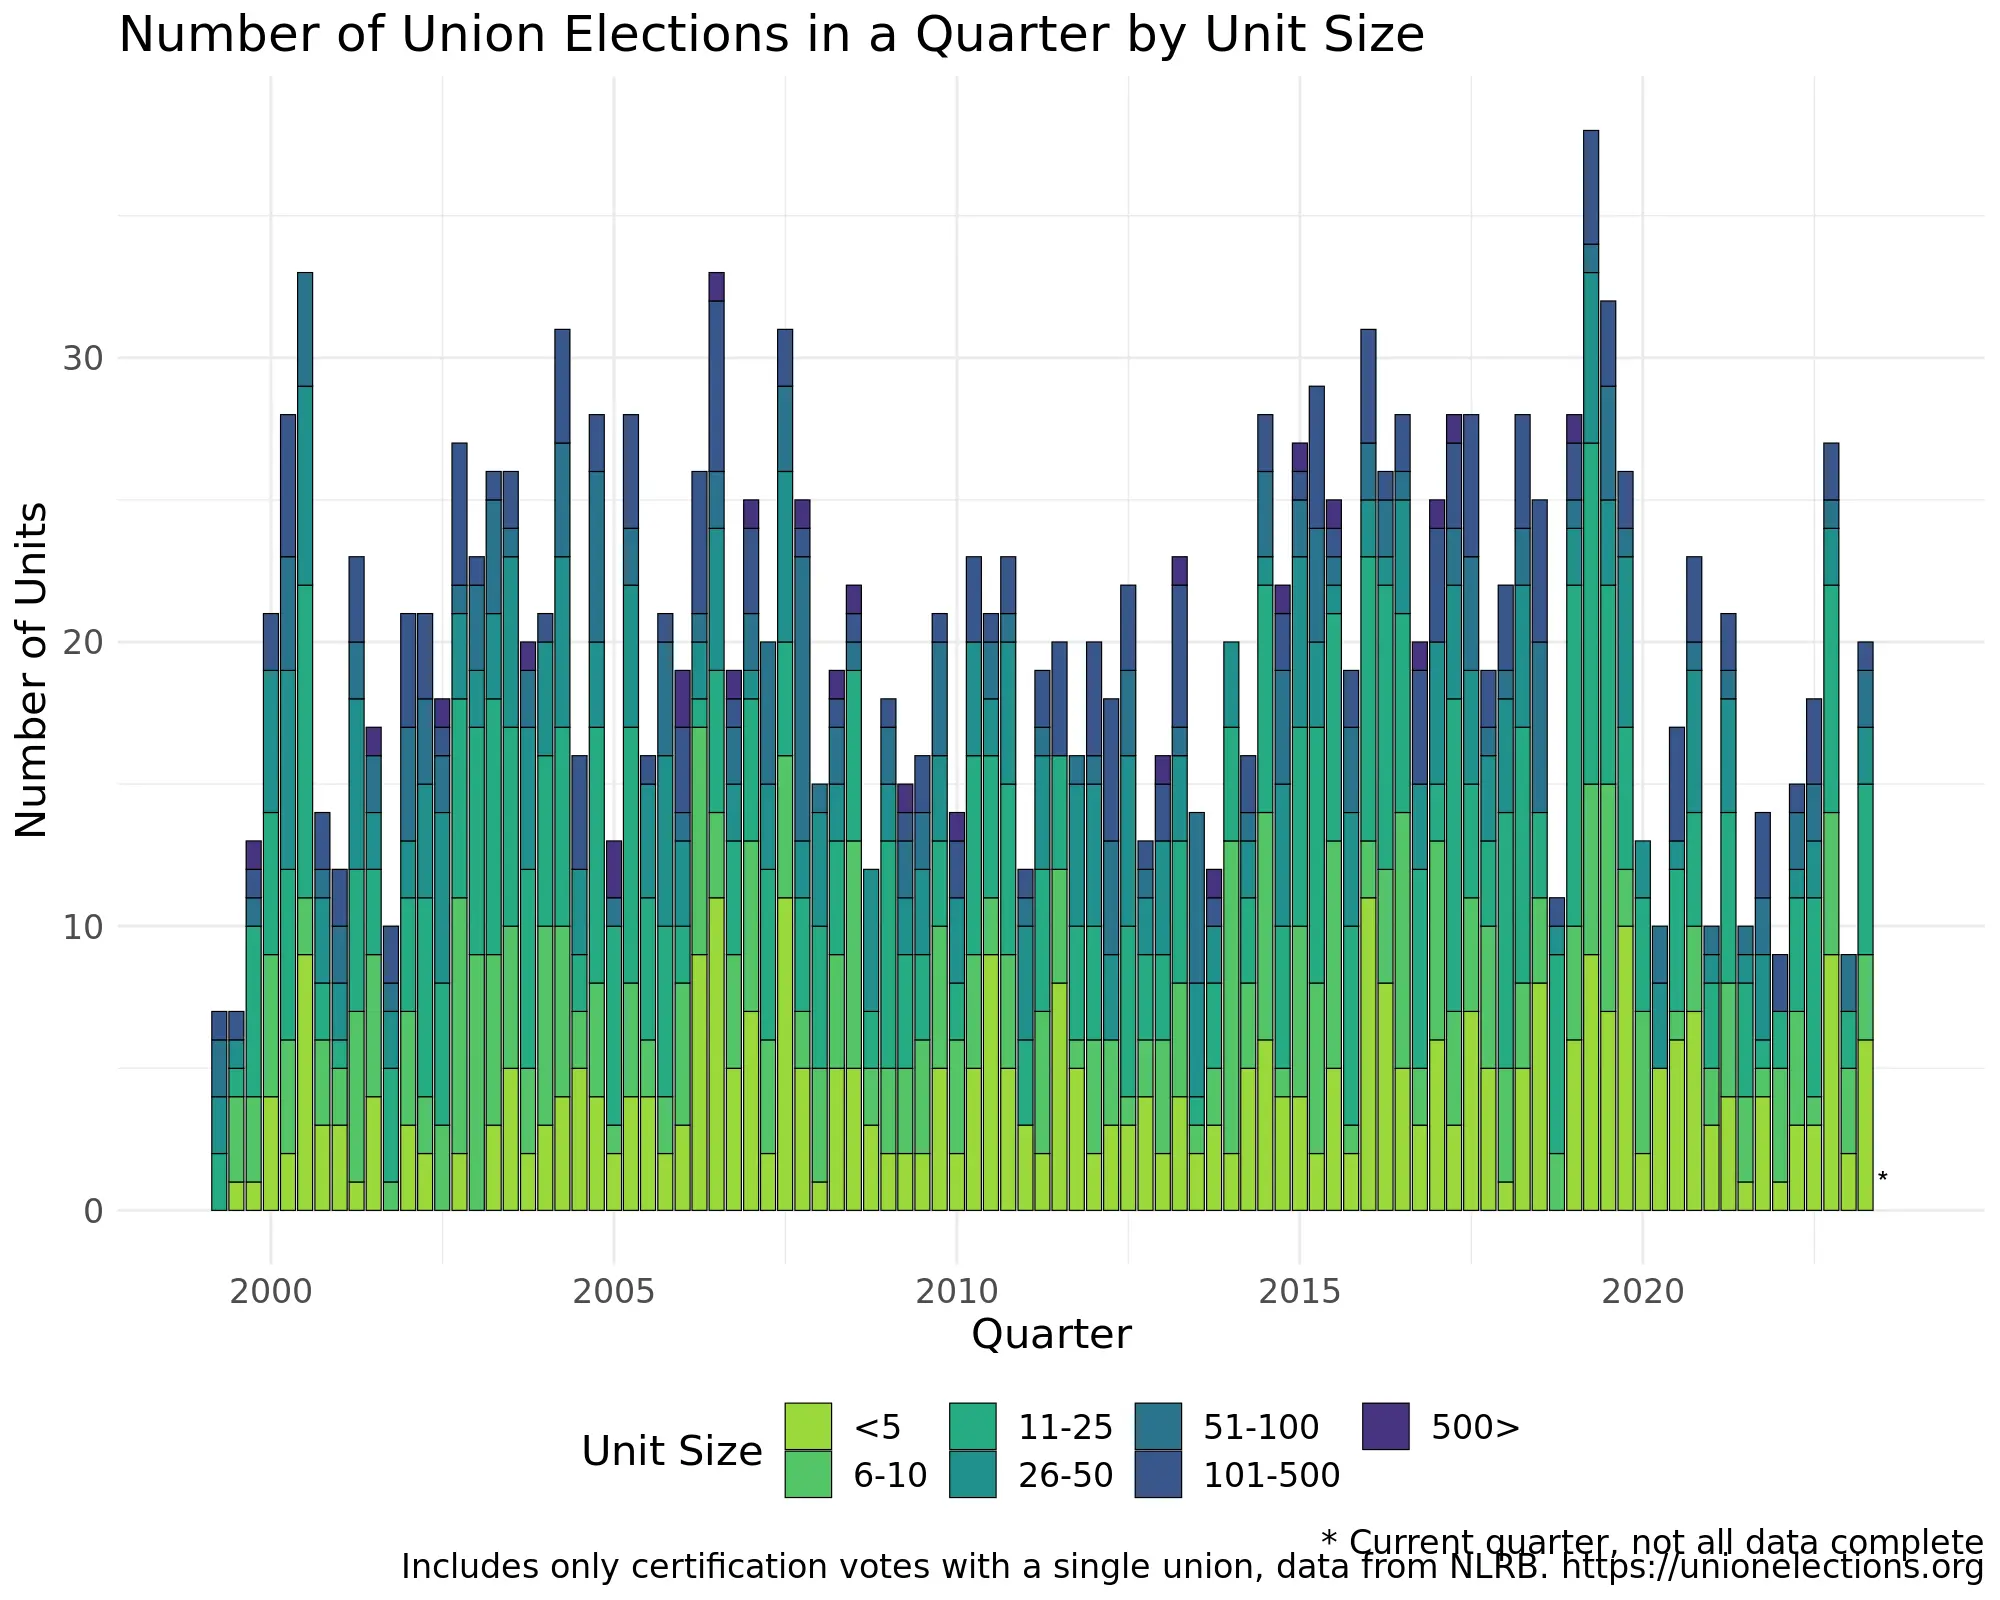 Number of Union Elections in a Quarter by Unit Size
Number of Units
30
20
10
0
*
2000 2005 2010 2015 2020
Quarter
Unit Size
<5 11-25 51-100 500>
6-10 26-50 101-500
* Current quarter, not all data complete
Includes only certification votes with a single union, data from NLRB. https://unionelections.org